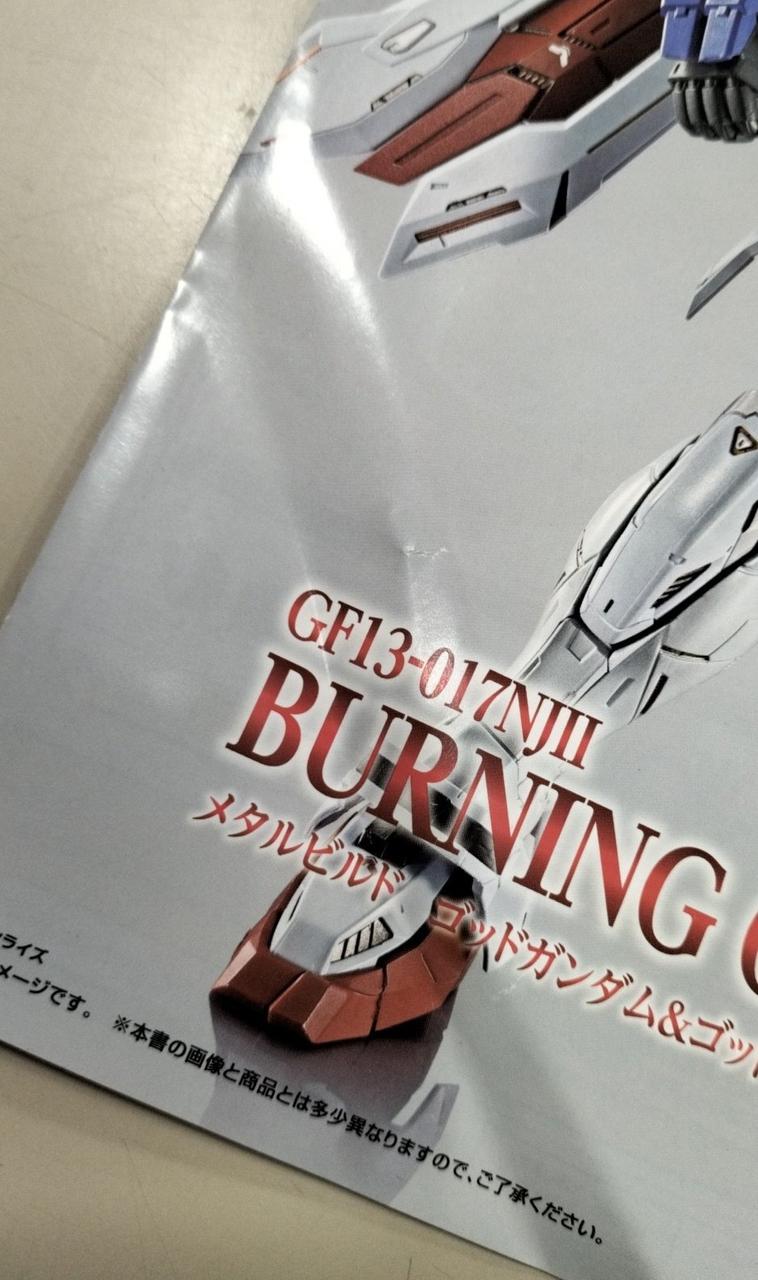 GF13-017NJII
BURNING G
メタルビルド ゴッドガンダム&ゴッ
ライズ
メージです。 ※本書の画像と商品とは多少異なりますので、ご了承ください。